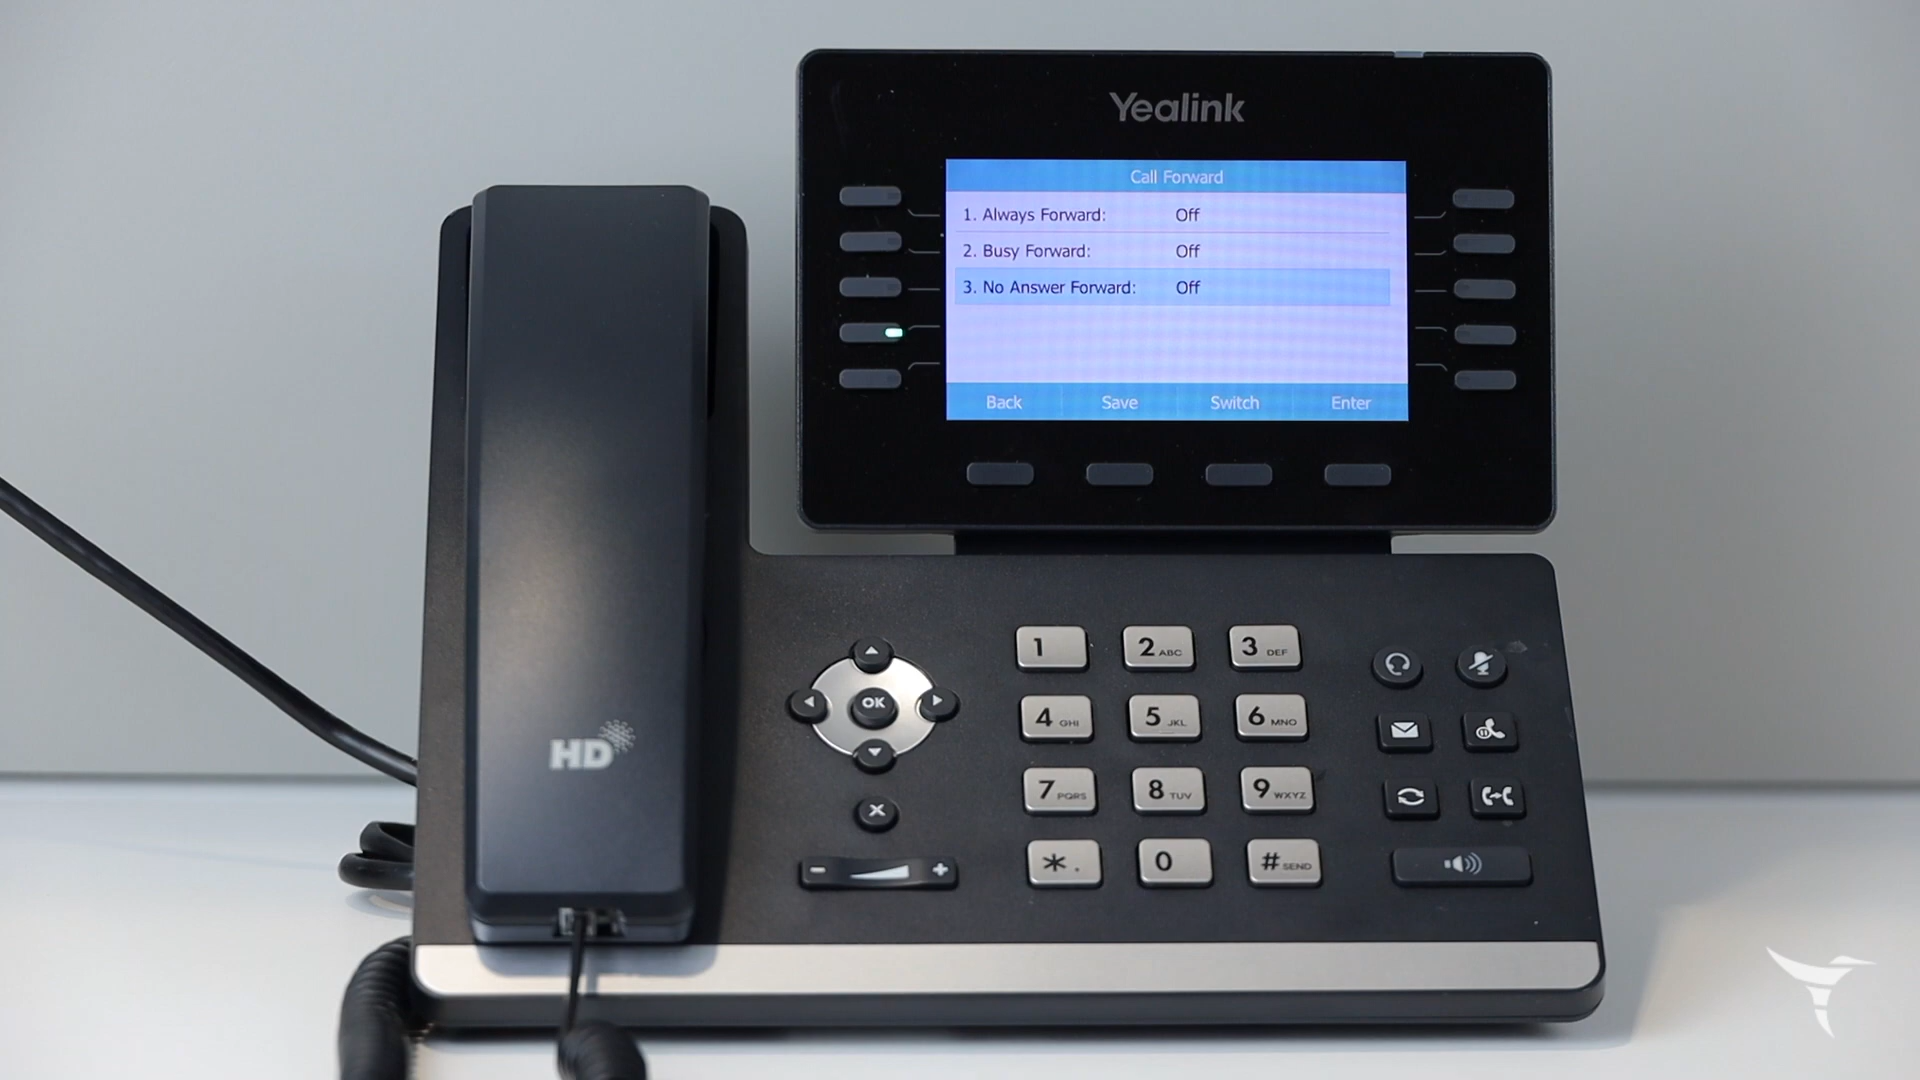 Yealink
Call Forward
1. Always Forward: Off
2. Busy Forward: Off
3. No Answer Forward: Off
Back Save Switch Enter
HD
OK
1 2 ABC 3 DEF
4 GHI 5 JKL 6 MNO
7 PQRS 8 TUV 9 WXYZ
* . 0 # SEND
- +